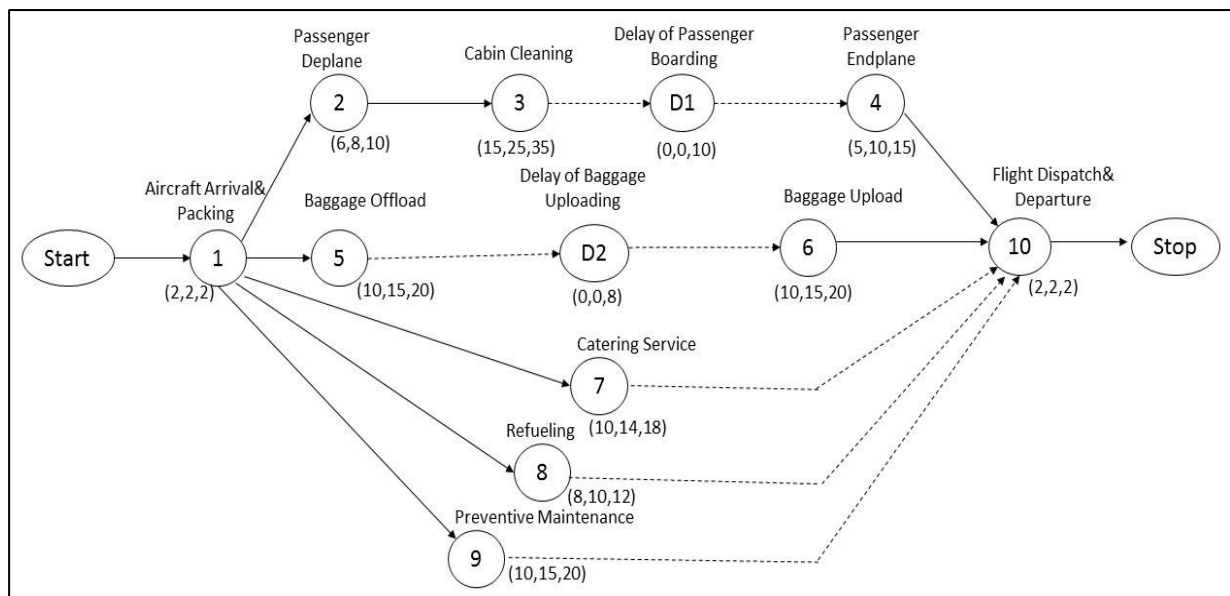 Passenger
Deplane
Cabin Cleaning
Delay of Passenger
Boarding
Passenger
Endplane
2
3
D1
4
(6,8,10)
(15,25,35)
(0,0,10)
(5,10,15)
Aircraft Arrival&
Packing
Baggage Offload
Delay of Baggage
Uploading
Baggage Upload
Flight Dispatch&
Departure
Start
1
5
D2
6
10
Stop
(2,2,2)
(10,15,20)
(0,0,8)
(10,15,20)
(2,2,2)
Catering Service
7
(10,14,18)
Refueling
8
(8,10,12)
Preventive Maintenance
9
(10,15,20)